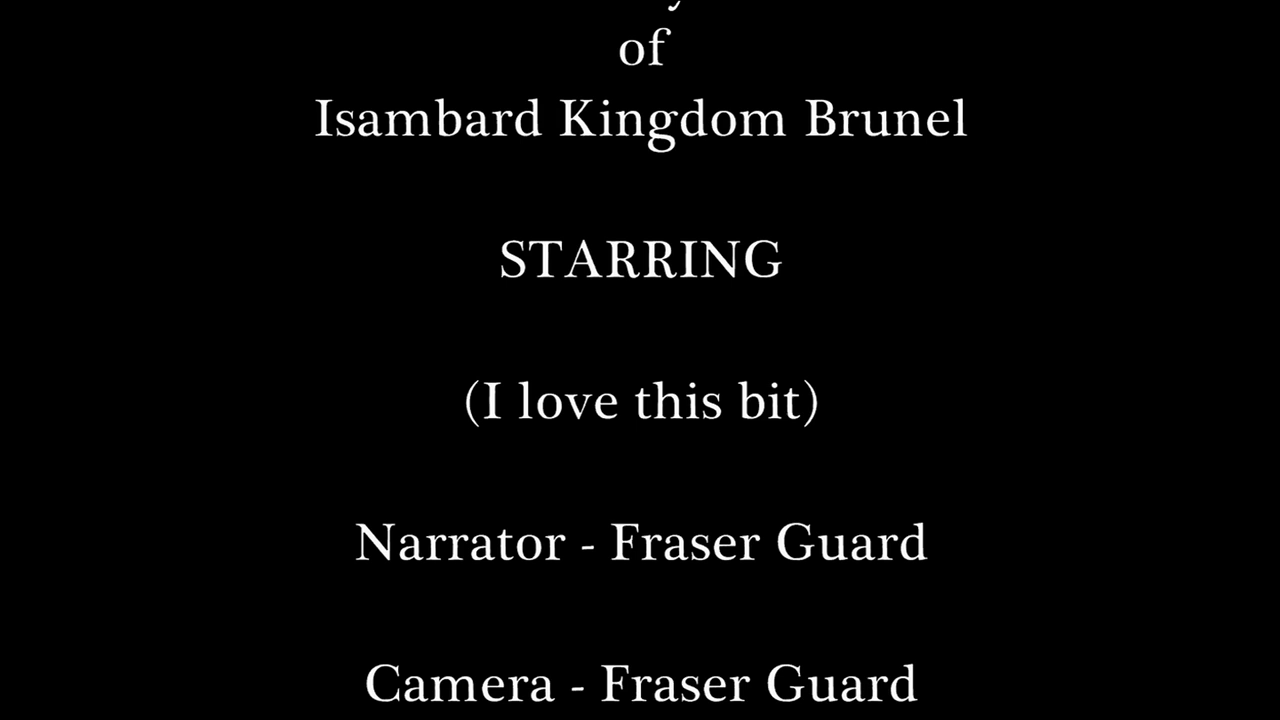 of
Isambard Kingdom Brunel
STARRING
(I love this bit)
Narrator - Fraser Guard
Camera - Fraser Guard